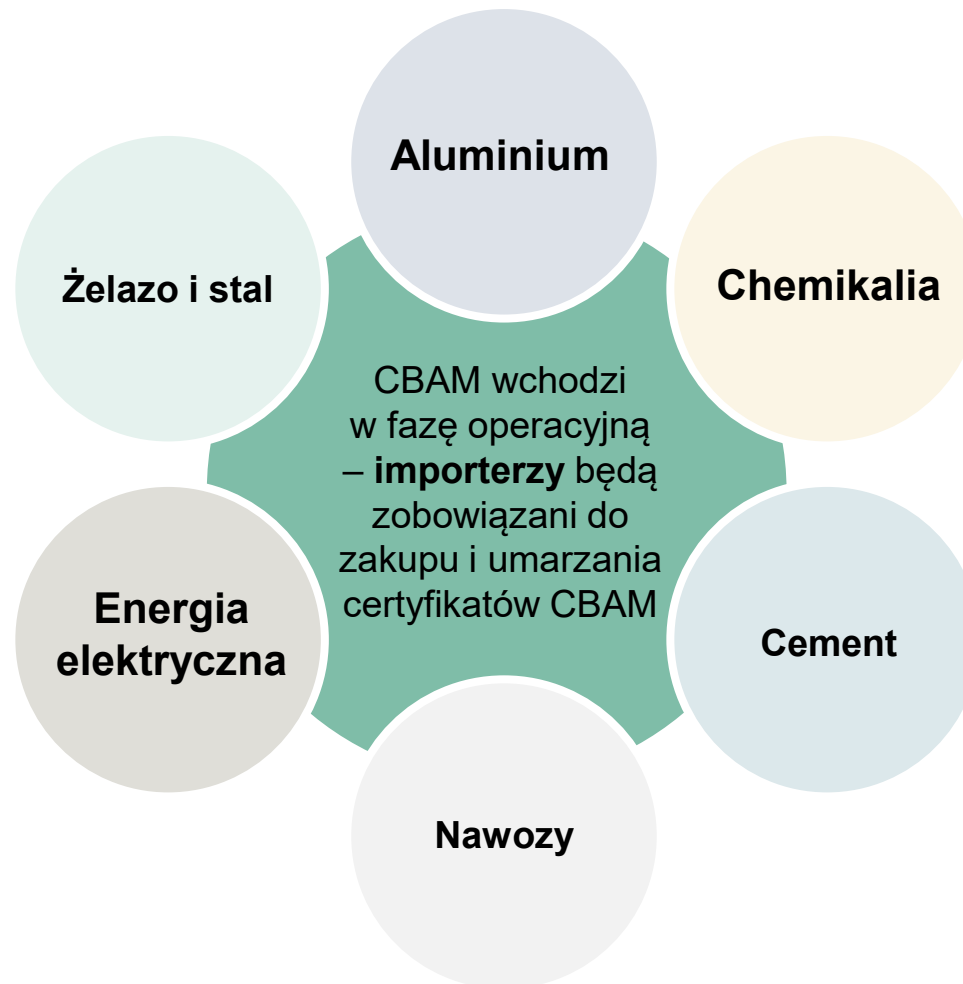 Aluminium
Żelazo i stal
Chemikalia
CBAM wchodzi
w fazę operacyjną
– importerzy będą
zobowiązani do
zakupu i umarzania
certyfikatów CBAM
Energia
elektryczna
Cement
Nawozy